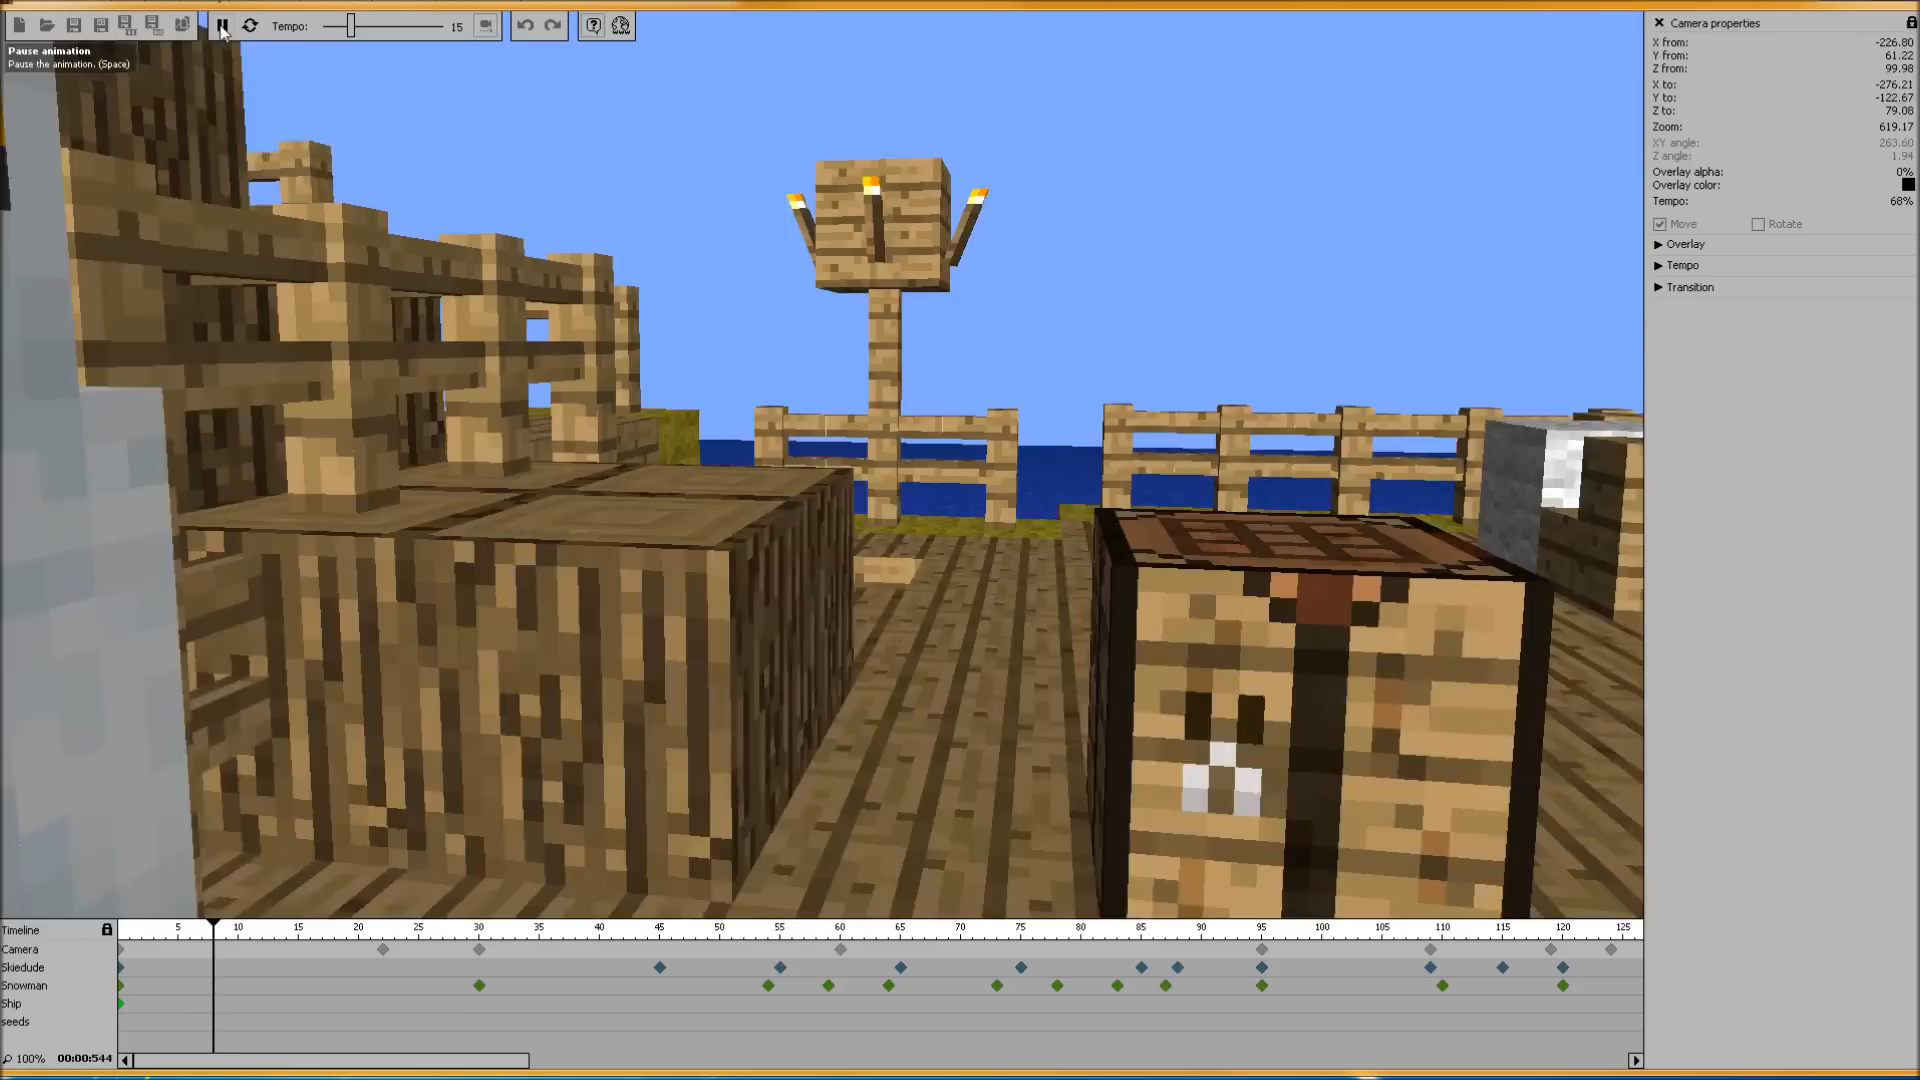 Tempo:
15
Pause animation
Pause the animation. (Space)
Camera properties
X from: -226.80
Y from: 61.22
Z from: 99.98
X to: -276.21
Y to: -122.67
Z to: 79.08
Zoom: 619.17
XY angle: 263.60
Z angle: 1.94
Overlay alpha: 0%
Overlay color:
Tempo: 68%
Move Rotate
Overlay
Tempo
Transition
Timeline
5 10 15 20 25 30 35 40 45 50 55 60 65 70 75 80 85 90 95 100 105 110 115 120 125
Camera
Skiedude
Snowman
Ship
seeds
100% 00:00:544